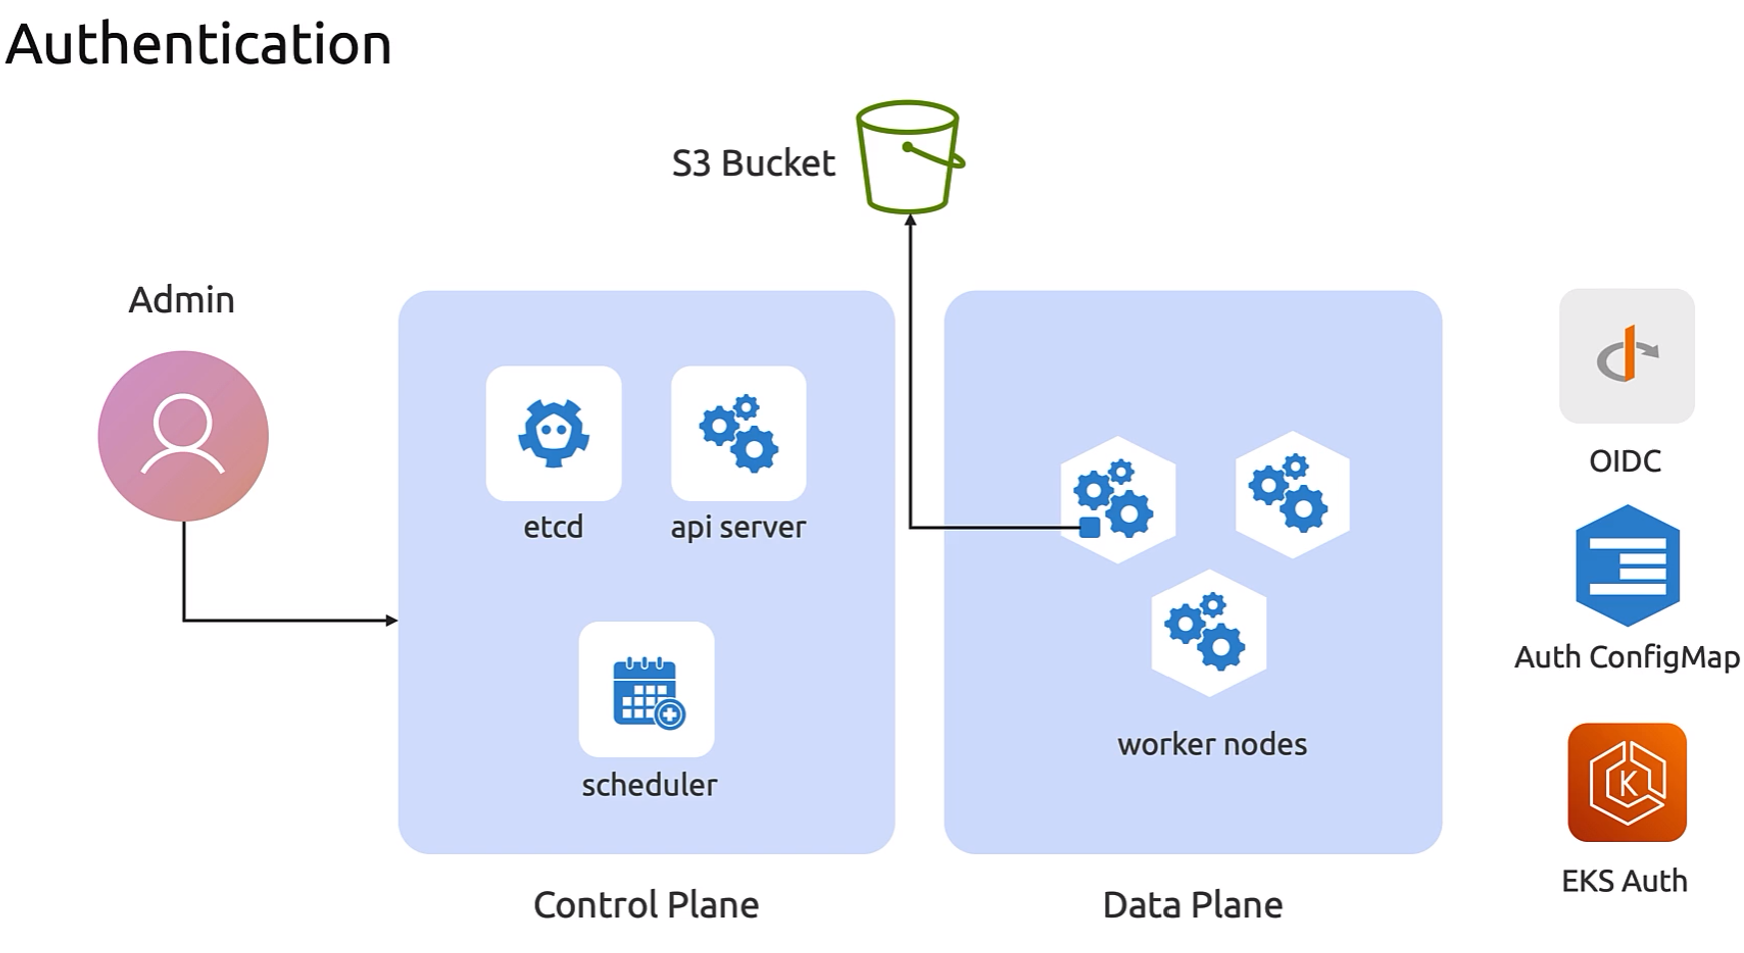 Authentication
S3 Bucket
Admin
etcd
api server
scheduler
worker nodes
Control Plane
Data Plane
OIDC
Auth ConfigMap
K
EKS Auth